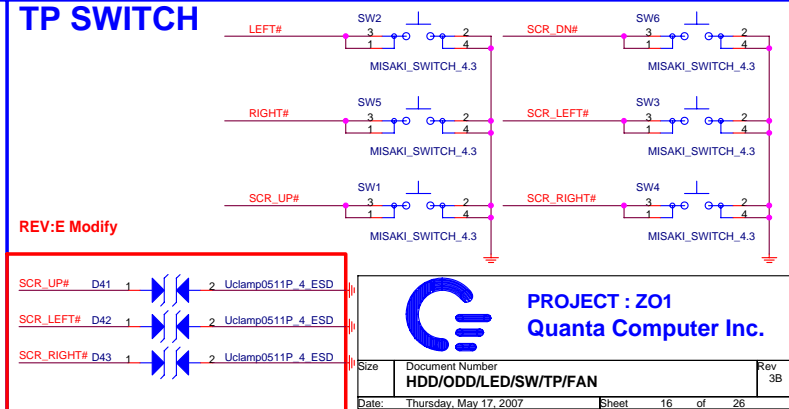 TP SWITCH
LEFT#
SW2
3
1
2
4
MISAKI_SWITCH_4.3
SCR_DN#
SW6
3
1
2
4
MISAKI_SWITCH_4.3
RIGHT#
SW5
3
1
2
4
MISAKI_SWITCH_4.3
SCR_LEFT#
SW3
3
1
2
4
MISAKI_SWITCH_4.3
SCR_UP#
SW1
3
1
2
4
MISAKI_SWITCH_4.3
SCR_RIGHT#
SW4
3
1
2
4
MISAKI_SWITCH_4.3
REV:E Modify
SCR_UP# D41 1 2 Uclamp0511P_4_ESD
SCR_LEFT# D42 1 2 Uclamp0511P_4_ESD
SCR_RIGHT# D43 1 2 Uclamp0511P_4_ESD
PROJECT : ZO1
Quanta Computer Inc.
Size Document Number Rev
HDD/ODD/LED/SW/TP/FAN 3B
Date: Thursday, May 17, 2007 Sheet 16 of 26